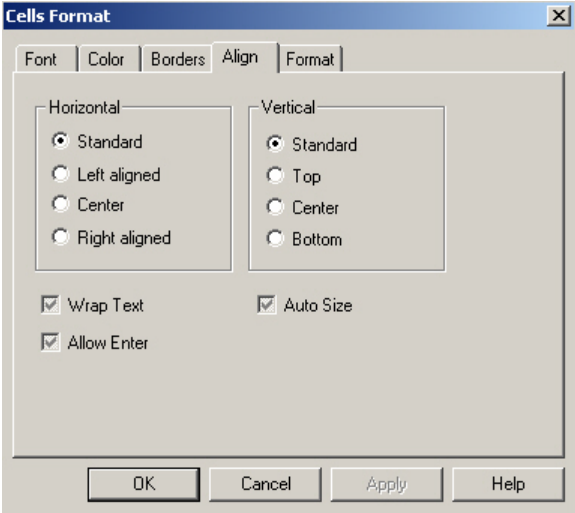 Cells Format
Font Color Borders Align Format
Horizontal Vertical
Standard Standard
Left aligned Top
Center Center
Right aligned Bottom
Wrap Text Auto Size
Allow Enter
OK Cancel Apply Help